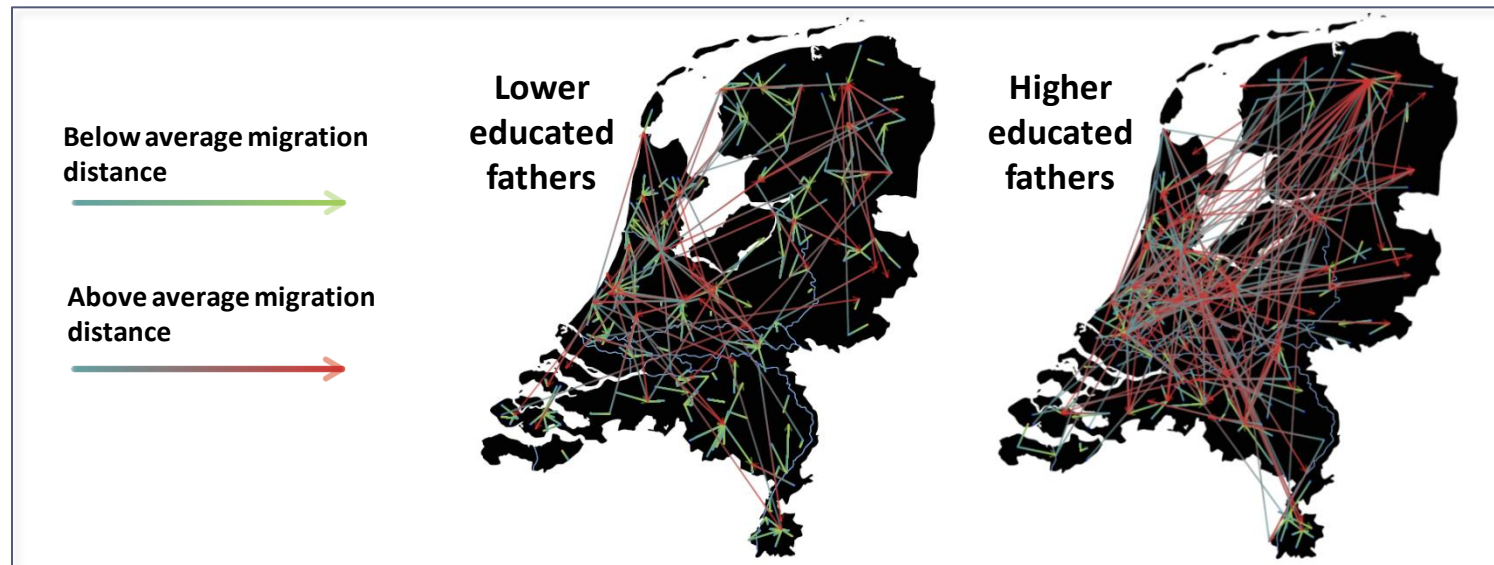 Below average migration
distance
Above average migration
distance
Lower
educated
fathers
Higher
educated
fathers